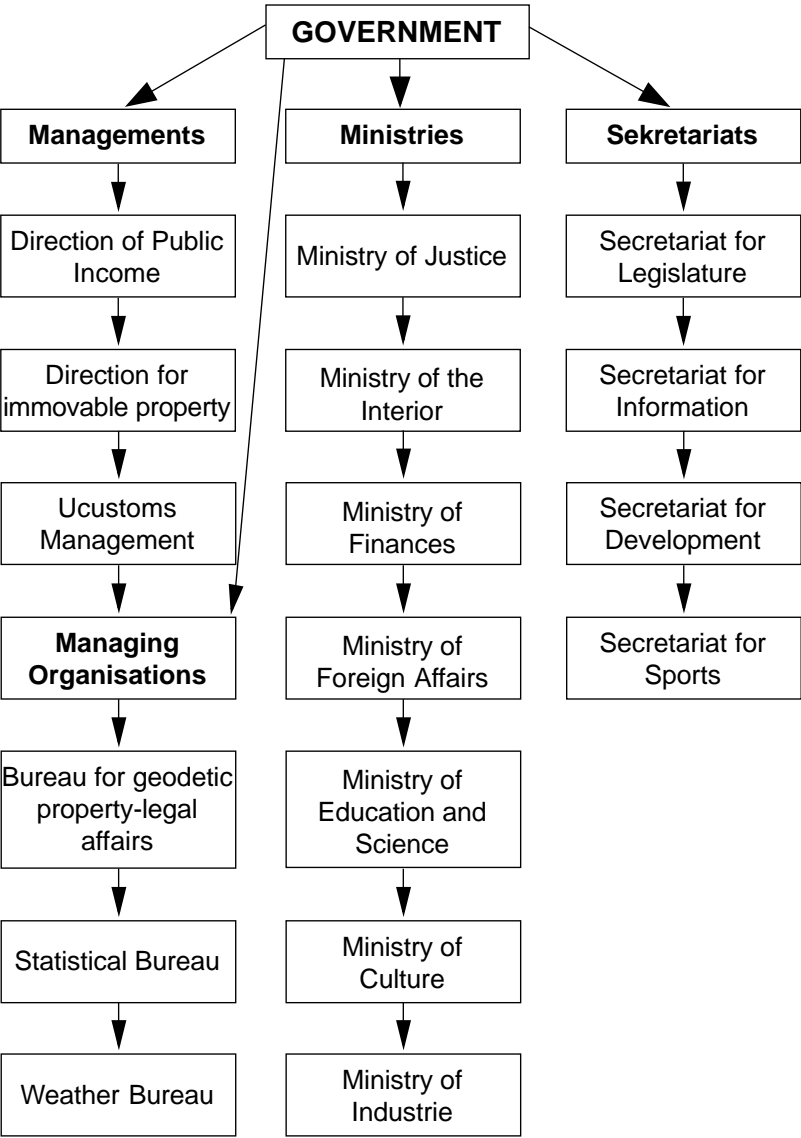 GOVERNMENT
Managements
Direction of Public
Income
Direction for
immovable property
Ucustoms
Management
Managing
Organisations
Bureau for geodetic
property-legal
affairs
Statistical Bureau
Weather Bureau
Ministries
Ministry of Justice
Ministry of the
Interior
Ministry of
Finances
Ministry of
Foreign Affairs
Ministry of
Education and
Science
Ministry of
Culture
Ministry of
Industrie
Sekretariats
Secretariat for
Legislature
Secretariat for
Information
Secretariat for
Development
Secretariat for
Sports